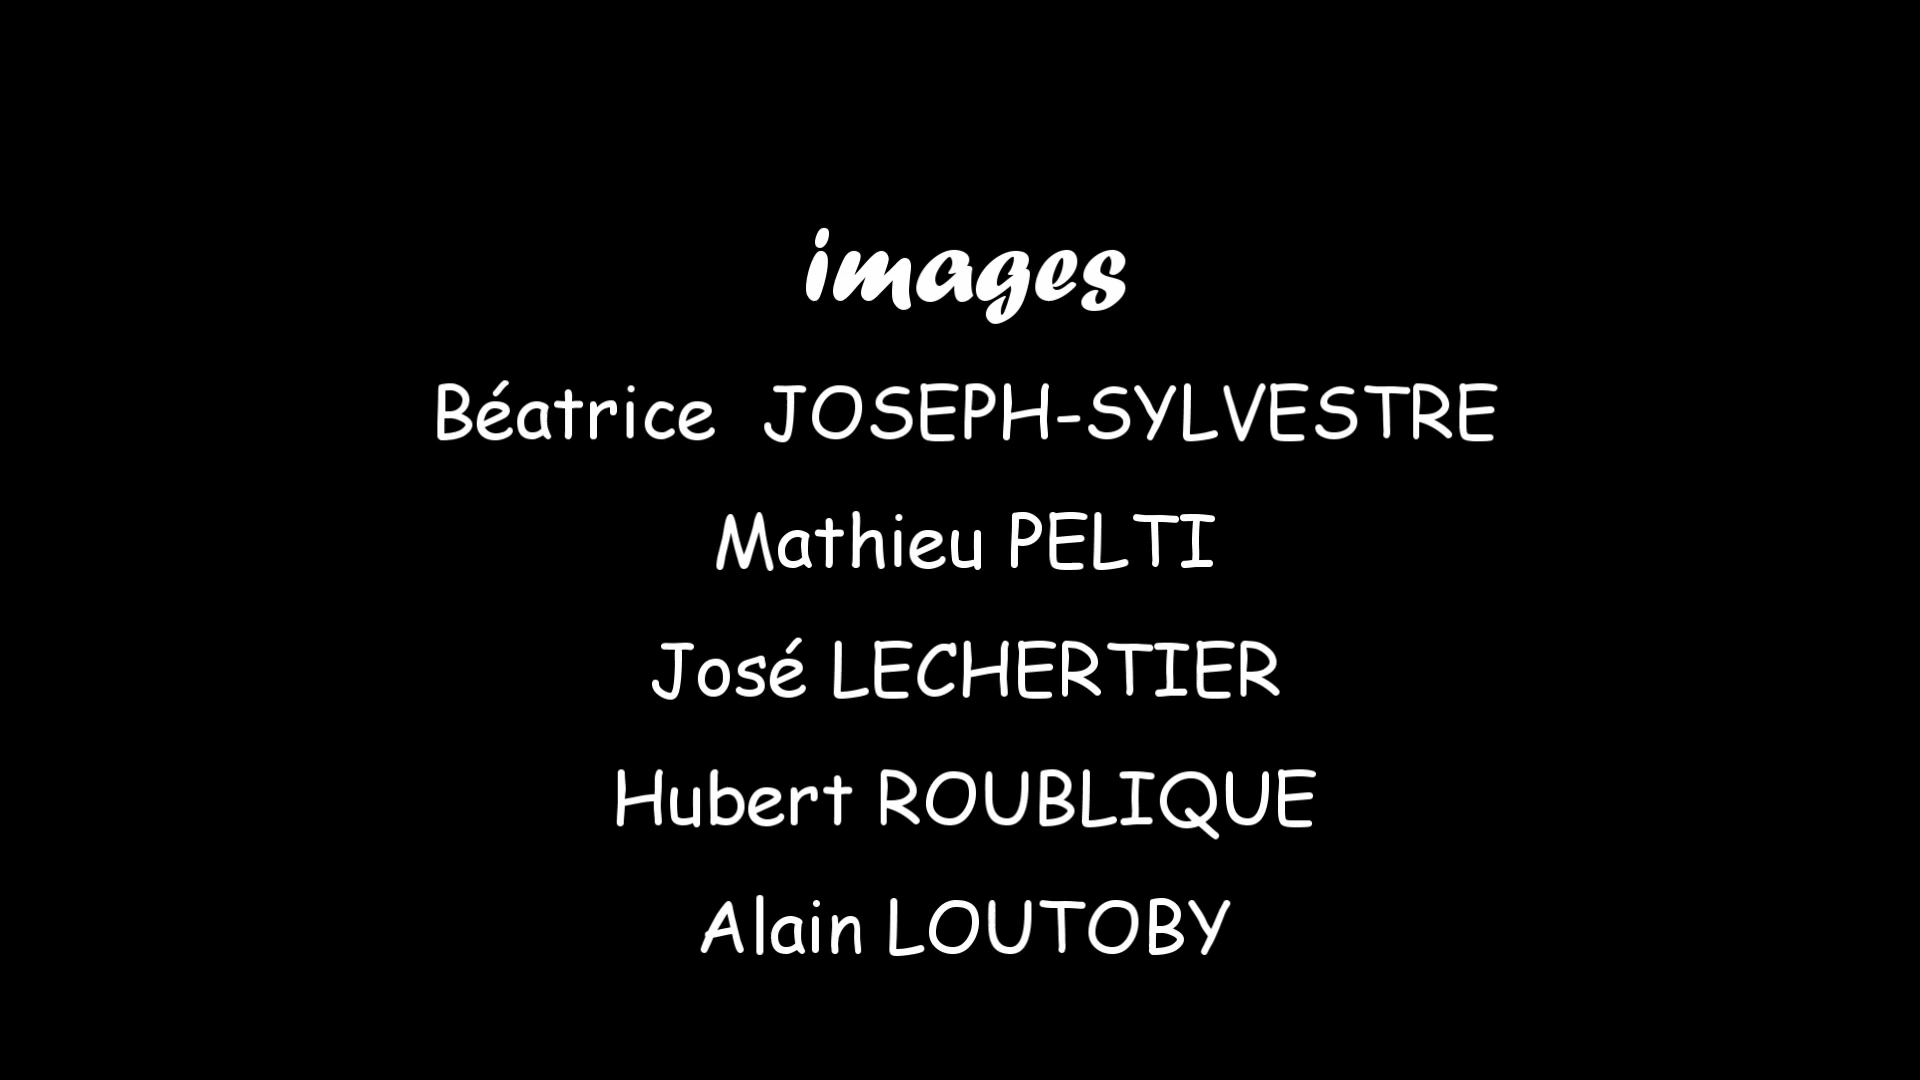 images
Béatrice  JOSEPH-SYLVESTRE
Mathieu PELTI
José LECHERTIER
Hubert ROUBLIQUE
Alain LOUTOBY